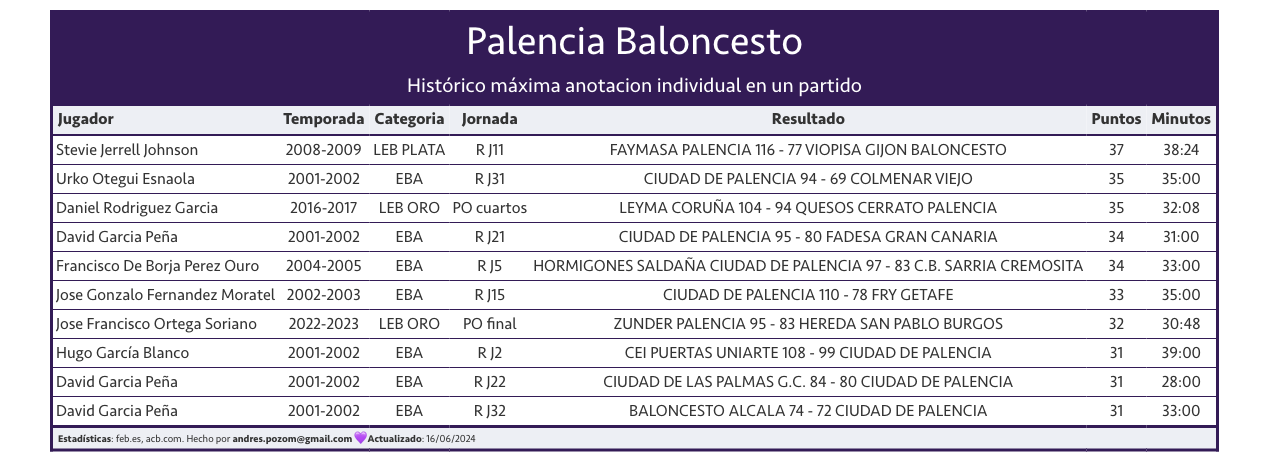 Palencia Baloncesto
Histórico máxima anotacion individual en un partido
Jugador Temporada Categoria Jornada Resultado Puntos Minutos
Stevie Jerrell Johnson 2008-2009 LEB PLATA R J11 FAYMASA PALENCIA 116 - 77 VIOPISA GIJON BALONCESTO 37 38:24
Urko Otegui Esnaola 2001-2002 EBA R J31 CIUDAD DE PALENCIA 94 - 69 COLMENAR VIEJO 35 35:00
Daniel Rodriguez Garcia 2016-2017 LEB ORO PO cuartos LEYMA CORUÑA 104 - 94 QUESOS CERRATO PALENCIA 35 32:08
David Garcia Peña 2001-2002 EBA R J21 CIUDAD DE PALENCIA 95 - 80 FADESA GRAN CANARIA 34 31:00
Francisco De Borja Perez Ouro 2004-2005 EBA R J5 HORMIGONES SALDAÑA CIUDAD DE PALENCIA 97 - 83 C.B. SARRIA CREMOSITA 34 33:00
Jose Gonzalo Fernandez Moratel 2002-2003 EBA R J15 CIUDAD DE PALENCIA 110 - 78 FRY GETAFE 33 35:00
Jose Francisco Ortega Soriano 2022-2023 LEB ORO PO final ZUNDER PALENCIA 95 - 83 HEREDA SAN PABLO BURGOS 32 30:48
Hugo García Blanco 2001-2002 EBA R J2 CEI PUERTAS UNIARTE 108 - 99 CIUDAD DE PALENCIA 31 39:00
David Garcia Peña 2001-2002 EBA R J22 CIUDAD DE LAS PALMAS G.C. 84 - 80 CIUDAD DE PALENCIA 31 28:00
David Garcia Peña 2001-2002 EBA R J32 BALONCESTO ALCALA 74 - 72 CIUDAD DE PALENCIA 31 33:00
Estadísticas: feb.es, acb.com. Hecho por andres.pozom@gmail.com 💜Actualizado: 16/06/2024